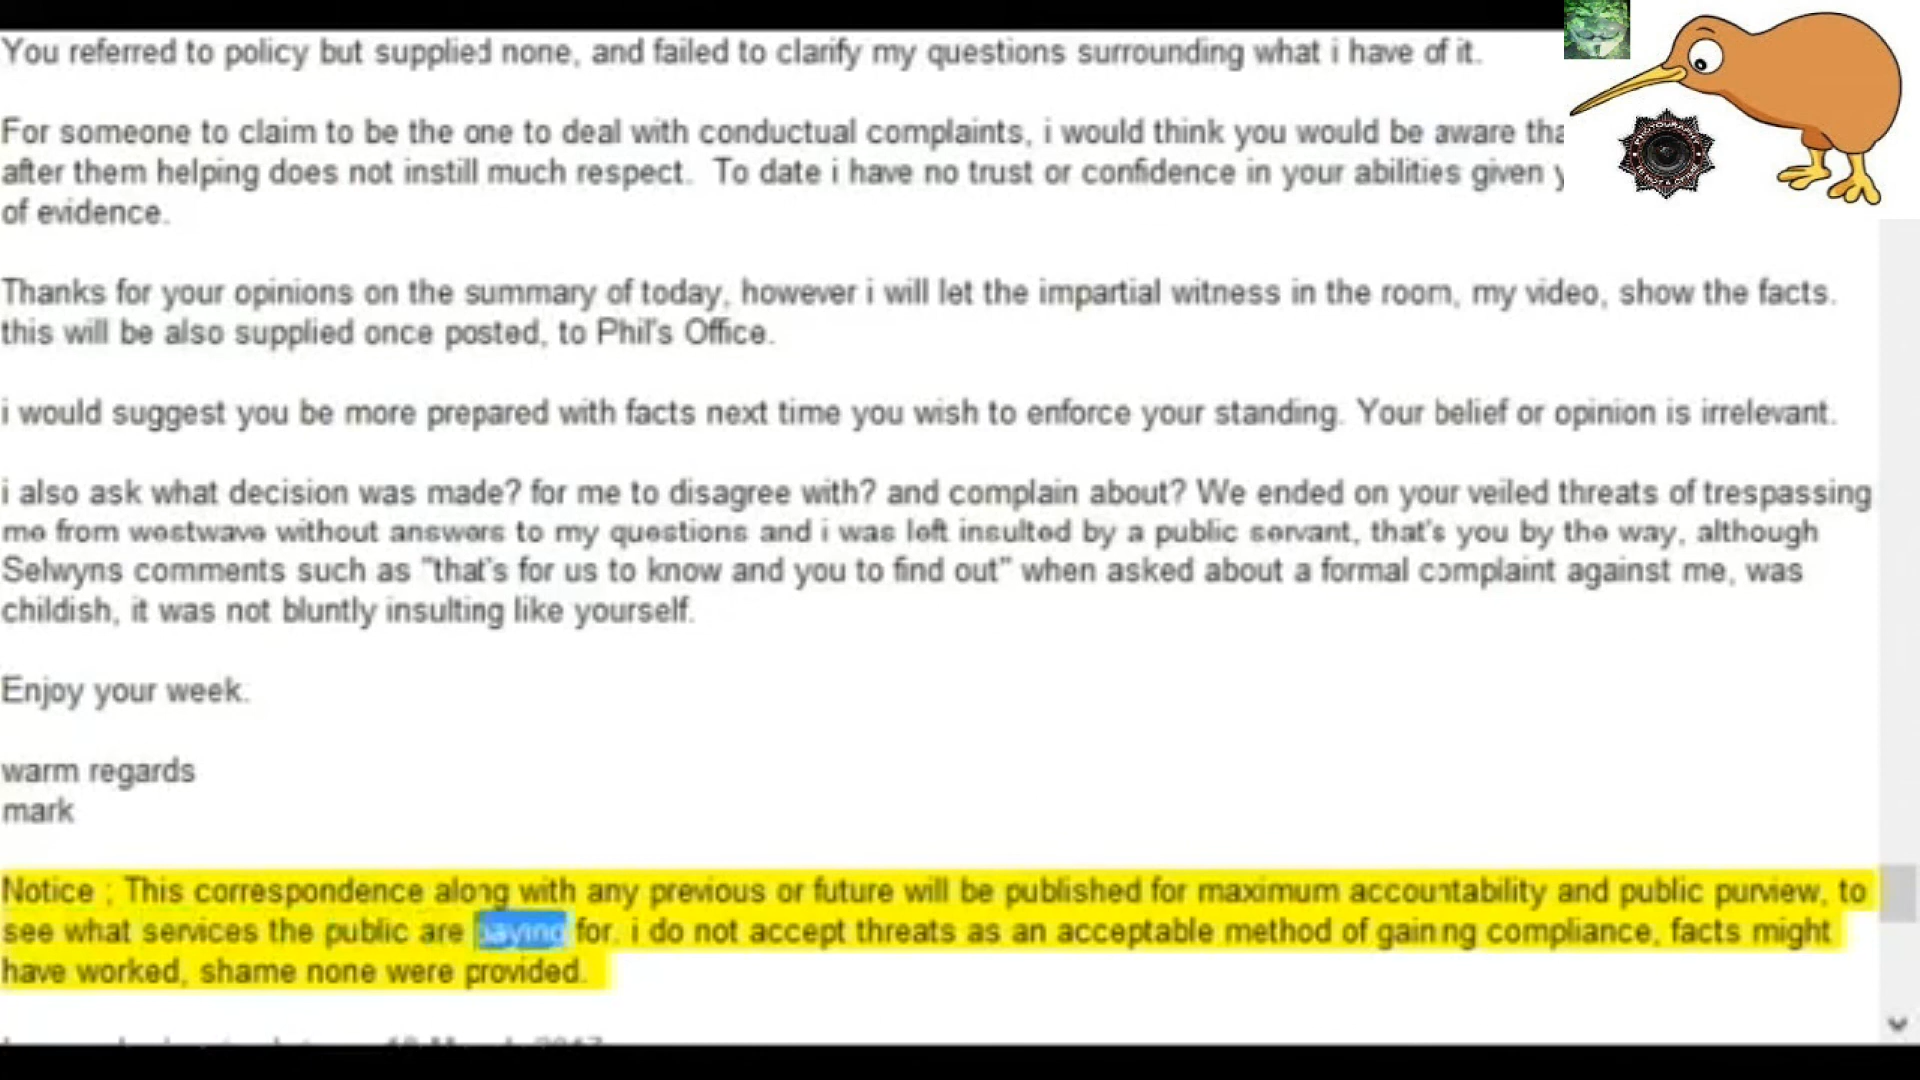 You referred to policy but supplied none, and failed to clarify my questions surrounding what i have of it.
For someone to claim to be the one to deal with conductual complaints, i would think you would be aware
after them helping does not instill much respect. To date i have no trust or confidence in your abilities given
of evidence.
Thanks for your opinions on the summary of today, however i will let the impartial witness in the room, my video, show the facts.
this will be also supplied once posted, to Phil's Office.
i would suggest you be more prepared with facts next time you wish to enforce your standing. Your belief or opinion is irrelevant.
i also ask what decision was made? for me to disagree with? and complain about? We ended on your veiled threats of trespassing
me from westwave without answers to my questions and i was left insulted by a public servant, that's you by the way, although
Selwyns comments such as "that's for us to know and you to find out" when asked about a formal complaint against me, was
childish, it was not bluntly insulting like yourself.
Enjoy your week.
warm regards
mark
Notice : This correspondence along with any previous or future will be published for maximum accountability and public purview, to
see what services the public are paying for. i do not accept threats as an acceptable method of gaining compliance, facts might
have worked, shame none were provided.